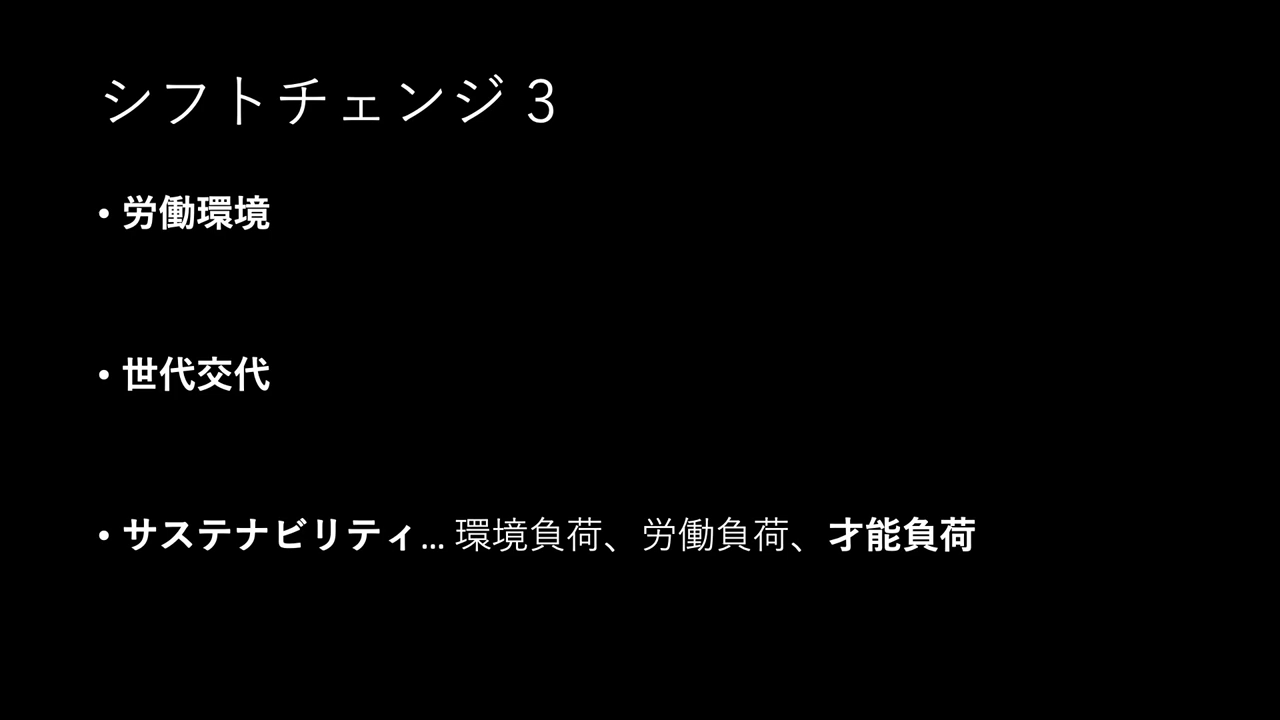 シフトチェンジ 3
• 労働環境
• 世代交代
• サステナビリティ... 環境負荷、労働負荷、才能負荷